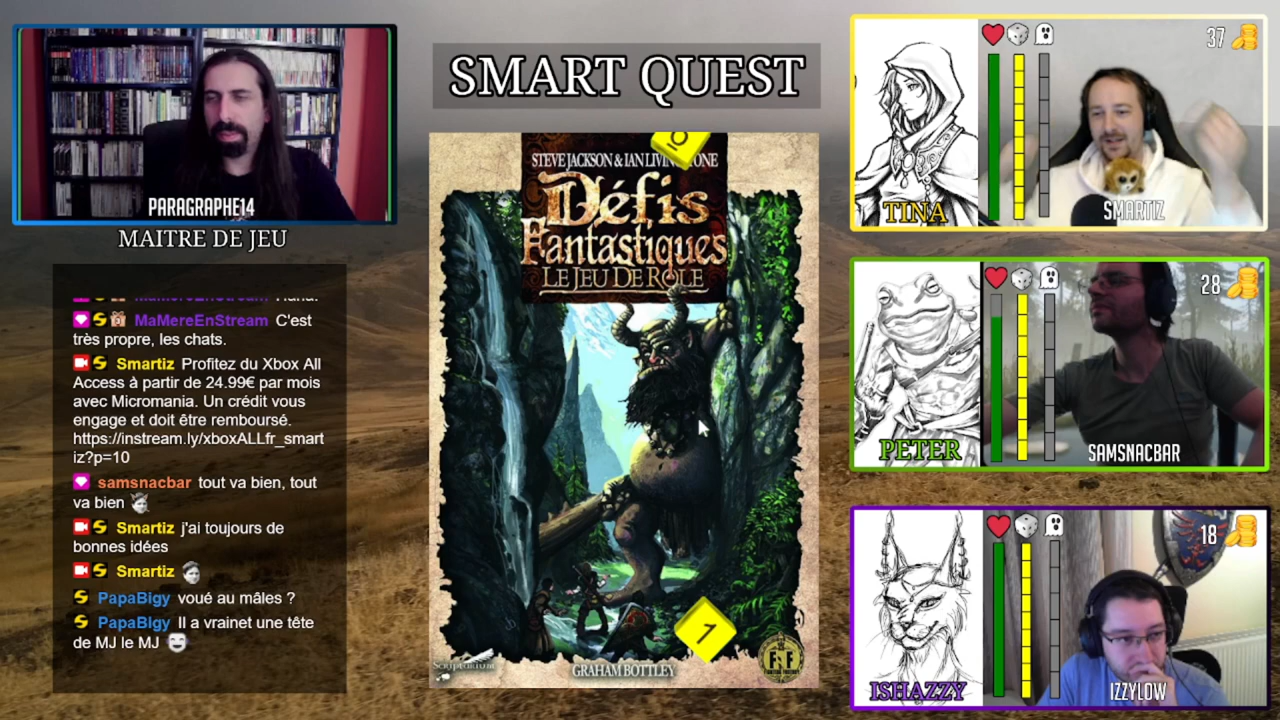 PARAGRAPHE14
MAITRE DE JEU
MaMereEnStream
MaMereEnStream C'est
très propre, les chats.
Smartiz Profitez du Xbox All
Access à partir de 24.99€ par mois
avec Micromania. Un crédit vous
engage et doit être remboursé.
https://instream.ly/xboxALLfr_smart
iz?p=10
samsnacbar tout va bien, tout
va bien
Smartiz j'ai toujours de
bonnes idées
Smartiz
PapaBigy voué au mâles ?
PapaBigy Il a vrainet une tête
de MJ le MJ
SMART QUEST
STEVE JACKSON & IAN LIVINGSTONE
Défis
Fantastiques
LE JEU DE ROLE
1
SCRIPTARIUM
GRAHAM BOTTLEY
FF
37
TINA
SMARTIZ
28
PETER
SAMSNACBAR
18
ISHAZZY
IZZYLOW